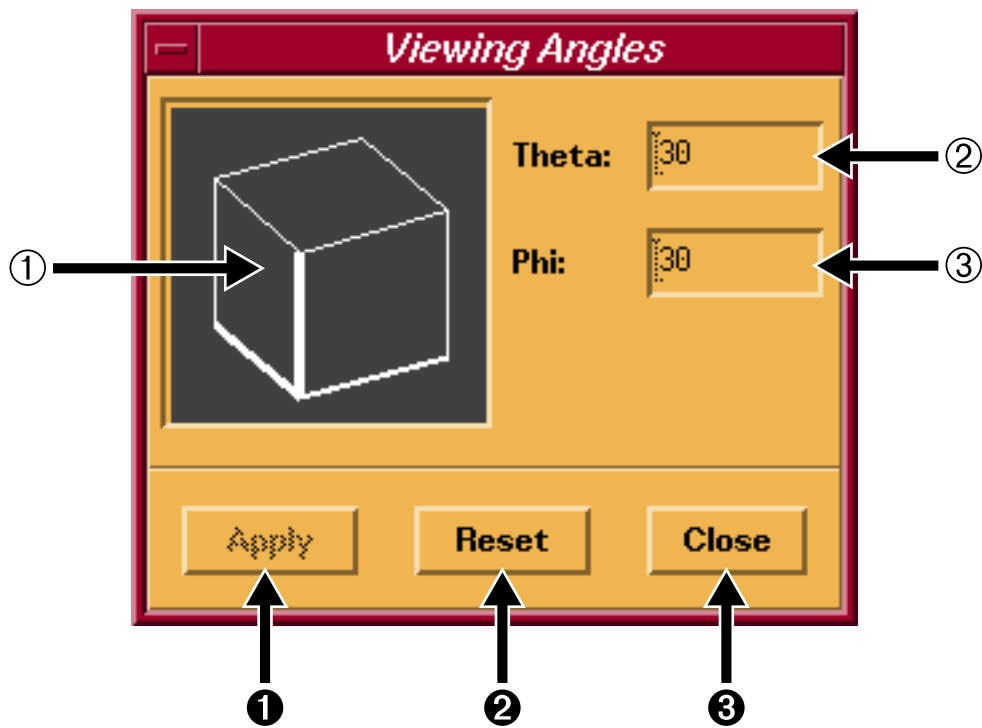 Viewing Angles
Theta: 30 ②
① Phi: 30 ③
Apply Reset Close
❶ ❷ ❸